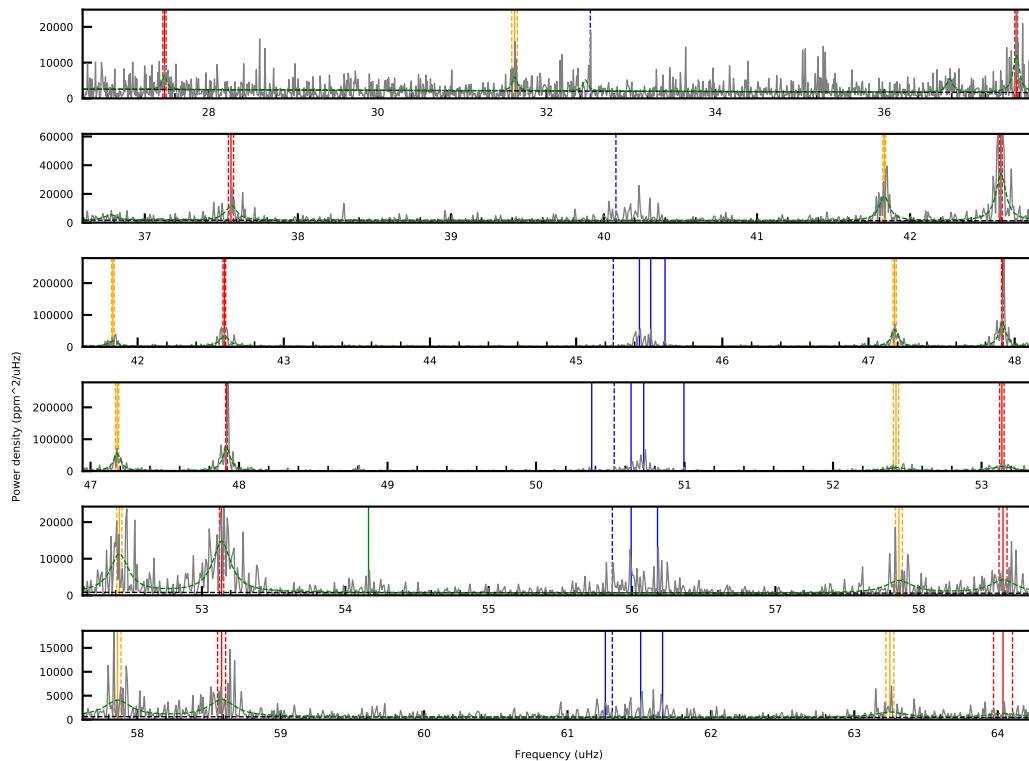 20000
10000
0
28 30 32 34 36
60000
40000
20000
0
37 38 39 40 41 42
200000
100000
0
42 43 44 45 46 47 48
200000
100000
0
47 48 49 50 51 52 53
20000
10000
0
53 54 55 56 57 58
15000
10000
5000
0
58 59 60 61 62 63 64
Power density (ppm^2/uHz)
Frequency (uHz)